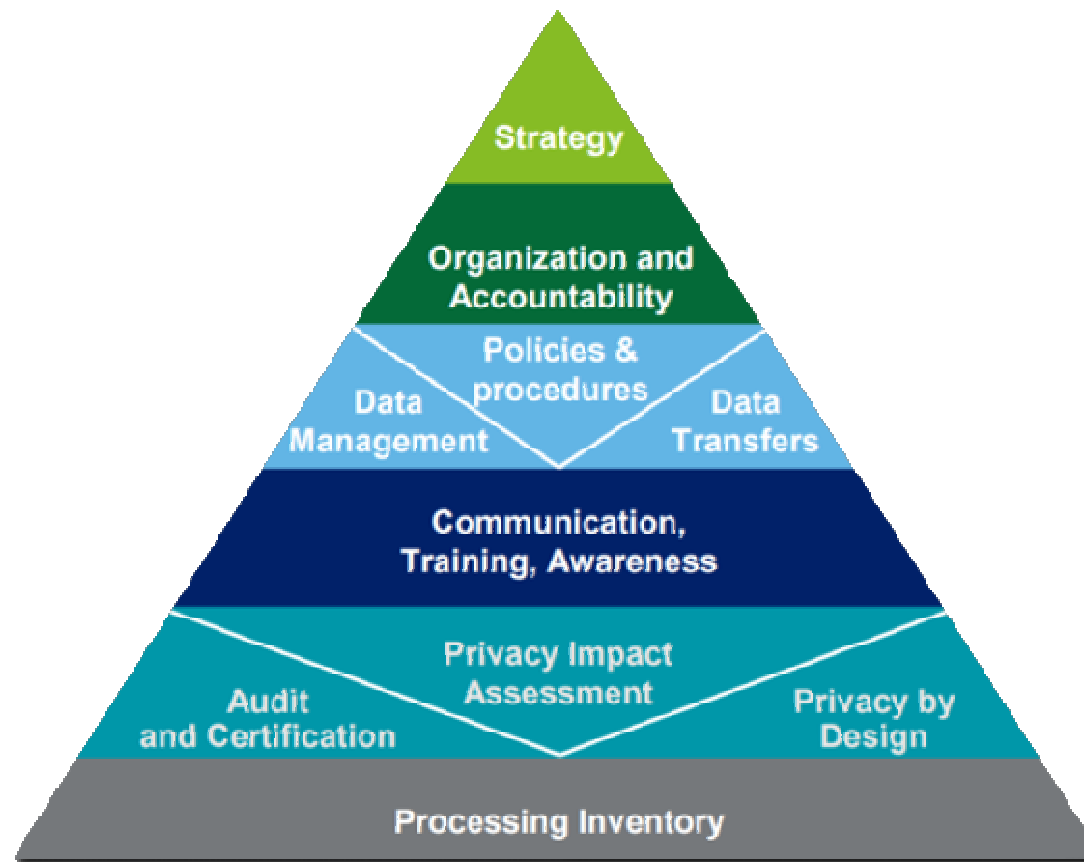 Strategy
Organization and
Accountability
Policies &
procedures
Data
Management
Data
Transfers
Communication,
Training, Awareness
Privacy Impact
Assessment
Audit
and Certification
Privacy by
Design
Processing Inventory